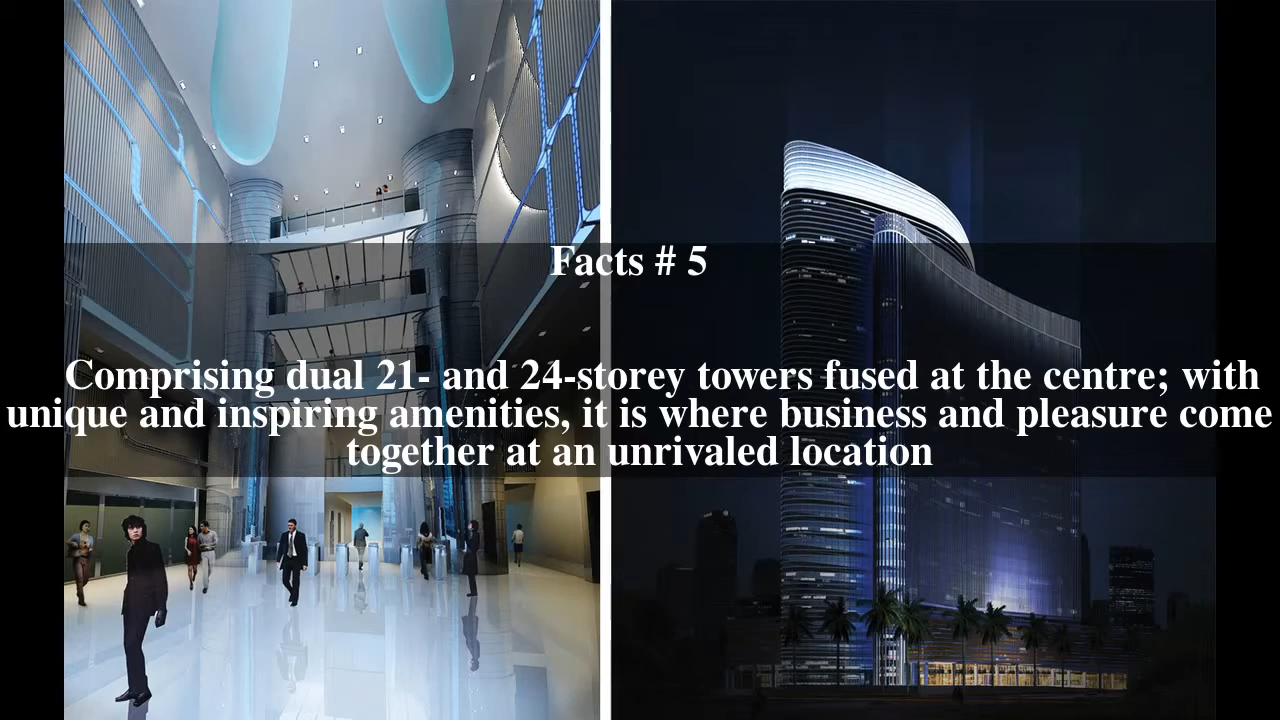 Facts # 5
Comprising dual 21- and 24-storey towers fused at the centre; with
unique and inspiring amenities, it is where business and pleasure come
together at an unrivaled location